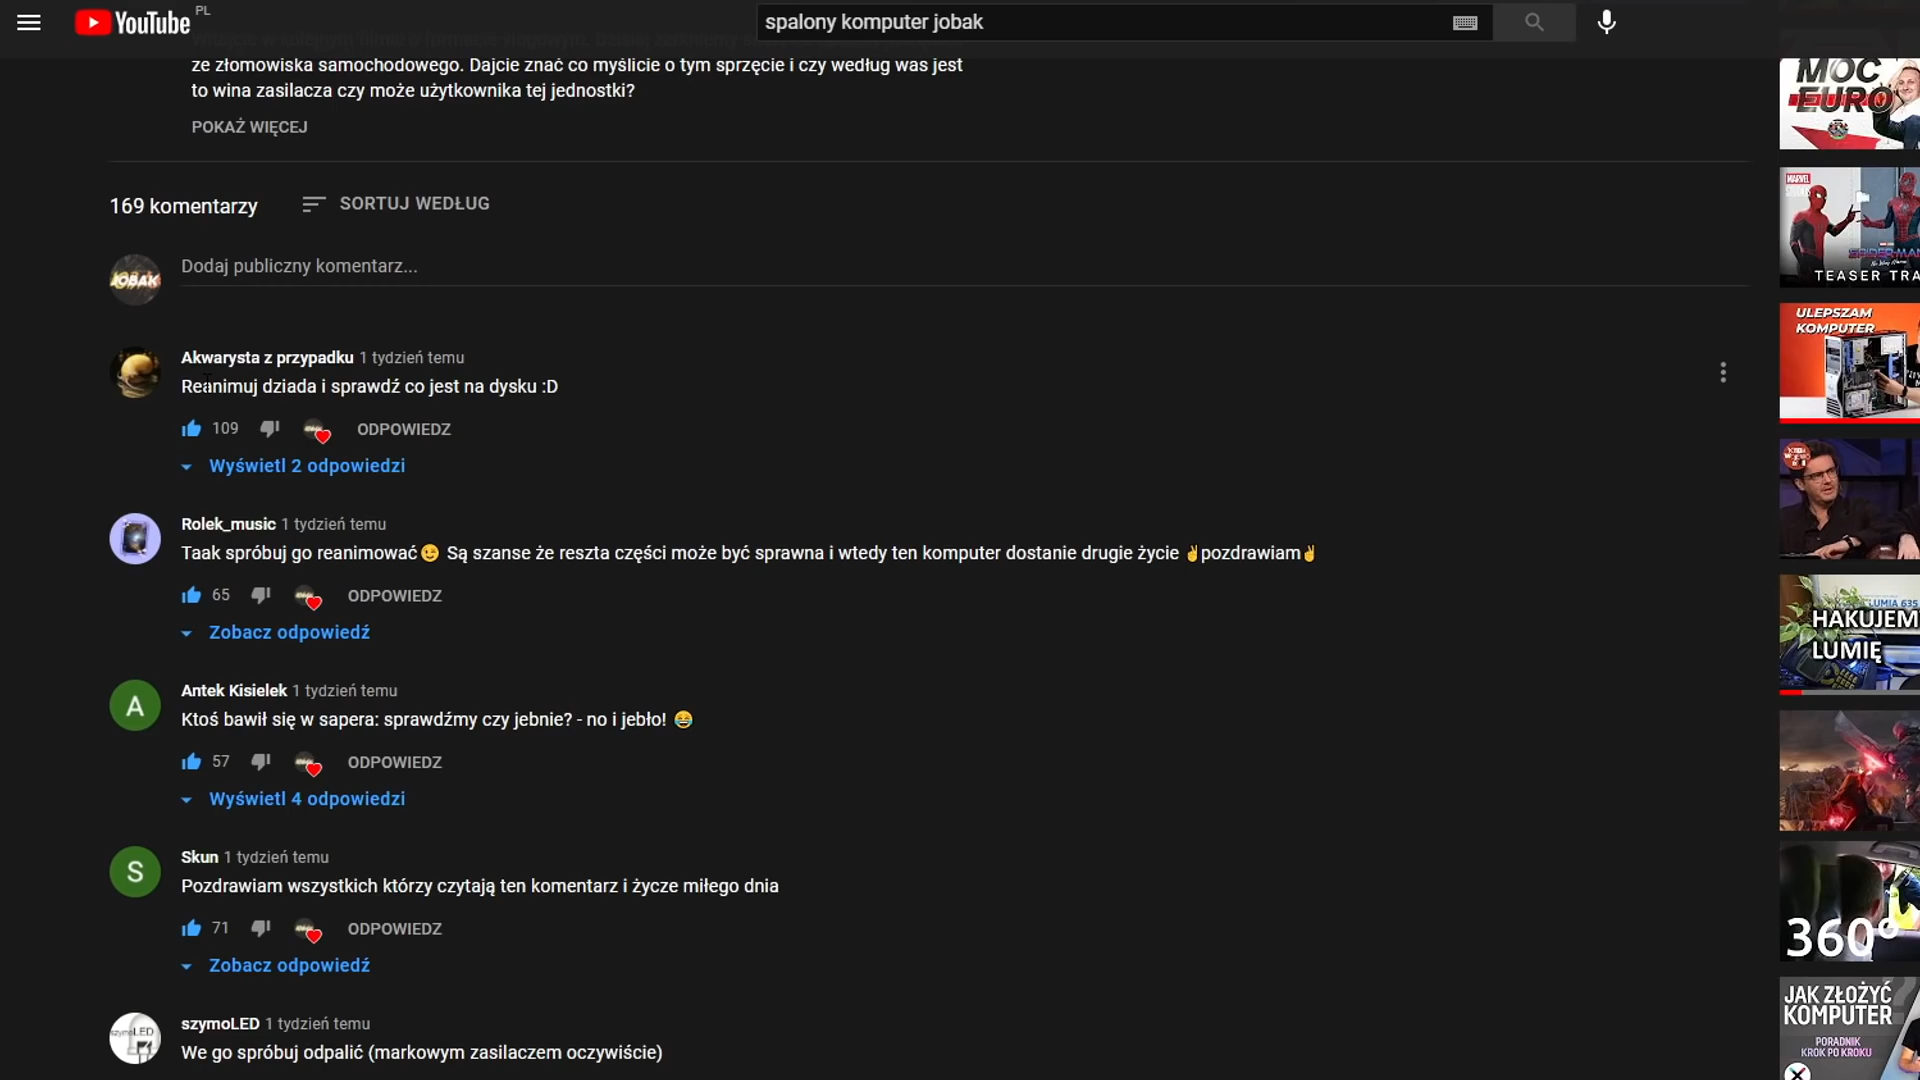 YouTube PL
spalony komputer jobak
ze złomowiska samochodowego. Dajcie znać co myślicie o tym sprzęcie i czy według was jest
to wina zasilacza czy może użytkownika tej jednostki?
POKAŻ WIĘCEJ
169 komentarzy
SORTUJ WEDŁUG
JOBAK
Dodaj publiczny komentarz...
Akwarysta z przypadku 1 tydzień temu
Reanimuj dziada i sprawdź co jest na dysku :D
109 ODPOWIEDZ
Wyświetl 2 odpowiedzi
Rolek_music 1 tydzień temu
Taak spróbuj go reanimować😉 Są szanse że reszta części może być sprawna i wtedy ten komputer dostanie drugie życie ✌pozdrawiam✌
65 ODPOWIEDZ
Zobacz odpowiedź
A
Antek Kisielek 1 tydzień temu
Ktoś bawił się w sapera: sprawdźmy czy jebnie? - no i jebło! 😂
57 ODPOWIEDZ
Wyświetl 4 odpowiedzi
S
Skun 1 tydzień temu
Pozdrawiam wszystkich którzy czytają ten komentarz i życze miłego dnia
71 ODPOWIEDZ
Zobacz odpowiedź
szymoLED
szymoLED 1 tydzień temu
We go spróbuj odpalić (markowym zasilaczem oczywiście)
MOC
EURO
MARVEL
TEASER TRA
ULEPSZAM
KOMPUTER
LUMIA 635
HAKUJEM
LUMIĘ
360°
JAK ZŁOŻYĆ
KOMPUTER
PORADNIK
KROK PO KROKU